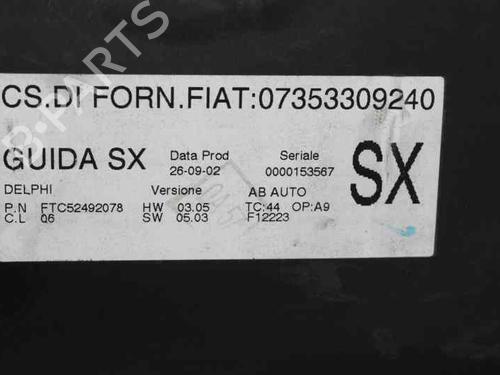 CS.DI FORN.FIAT:07353309240
GUIDA SX Data Prod Seriale SX
26-09-02 0000153567
DELPHI Versione AB AUTO
P.N FTC52492078 HW 03.05 TC:44 OP:A9
C.L 06 SW 05.03 F12223
B-PARTS